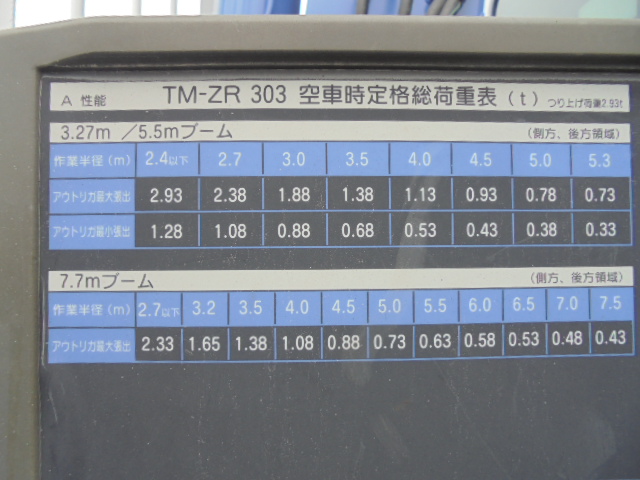 A 性能 TM-ZR 303 空車時定格総荷重表 (t) つり上げ荷重2.93t
3.27m /5.5mブーム (側方、後方領域)
作業半径(m) 2.4以下 2.7 3.0 3.5 4.0 4.5 5.0 5.3
アウトリガ最大張出 2.93 2.38 1.88 1.38 1.13 0.93 0.78 0.73
アウトリガ最小張出 1.28 1.08 0.88 0.68 0.53 0.43 0.38 0.33
7.7mブーム (側方、後方領域)
作業半径(m) 2.7以下 3.2 3.5 4.0 4.5 5.0 5.5 6.0 6.5 7.0 7.5
アウトリガ最大張出 2.33 1.65 1.38 1.08 0.88 0.73 0.63 0.58 0.53 0.48 0.43